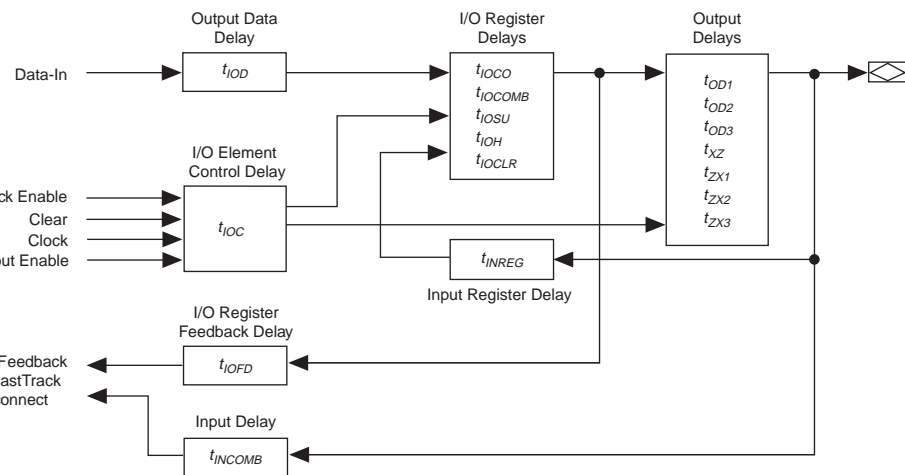 Output Data
Delay
I/O Register
Delays
Output
Delays
Data-In
tIOD
tIOCO
tIOCOMB
tIOSU
tIOH
tIOCLR
tOD1
tOD2
tOD3
tXZ
tZX1
tZX2
tZX3
I/O Element
Control Delay
Enable
Clear
Clock
Enable
tIOC
tINREG
Input Register Delay
I/O Register
Feedback Delay
Feedback
tIOFD
Input Delay
tINCOMB